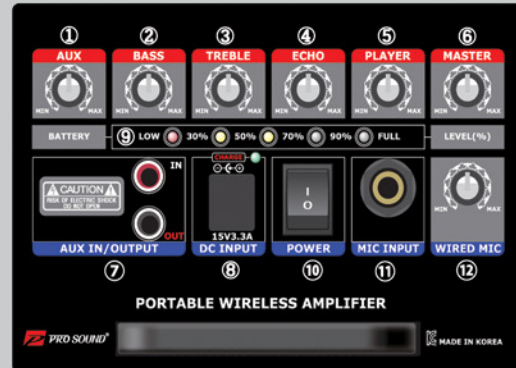 ① ② ③ ④ ⑤ ⑥
AUX BASS TREBLE ECHO PLAYER MASTER
MIN MAX MIN MAX MIN MAX MIN MAX MIN MAX MIN MAX
BATTERY ⑨ LOW 30% 50% 70% 90% FULL LEVEL(%)
CAUTION
RISK OF ELECTRIC SHOCK
DO NOT OPEN
IN
OUT
AUX IN/OUTPUT
CHARGE
15V3.3A
DC INPUT
I
O
POWER
MIC INPUT
MIN MAX
WIRED MIC
⑦ ⑧ ⑩ ⑪ ⑫
PORTABLE WIRELESS AMPLIFIER
PRO SOUND®
MADE IN KOREA